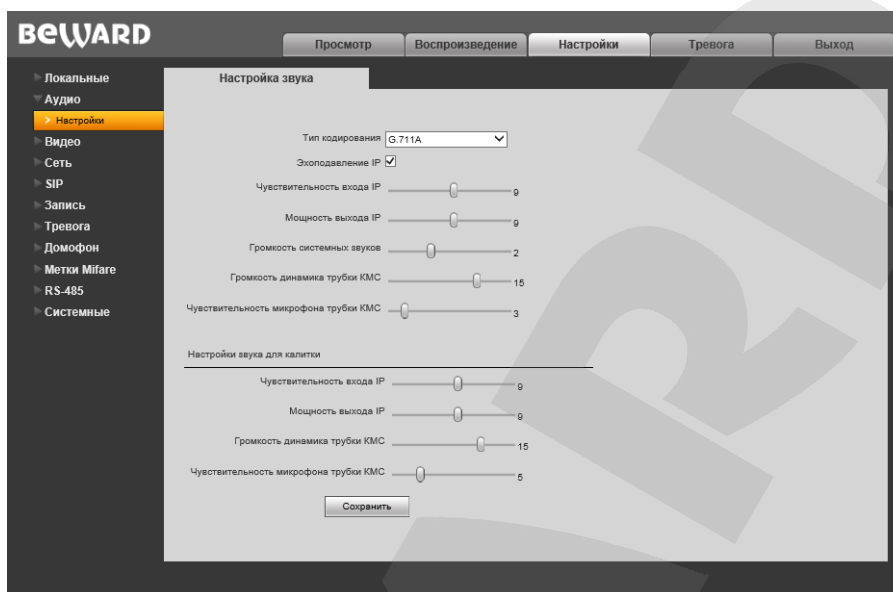 BEWARD
Просмотр Воспроизведение Настройки Тревога Выход
Локальные
Аудио
> Настройки
Видео
Сеть
SIP
Запись
Тревога
Домофон
Метки Mifare
RS-485
Системные
Настройка звука
Тип кодирования G.711A
Эхоподавление IP
Чувствительность входа IP 9
Мощность выхода IP 9
Громкость системных звуков 2
Громкость динамика трубки КМС 15
Чувствительность микрофона трубки КМС 3
Настройки звука для калитки
Чувствительность входа IP 9
Мощность выхода IP 9
Громкость динамика трубки КМС 15
Чувствительность микрофона трубки КМС 5
Сохранить